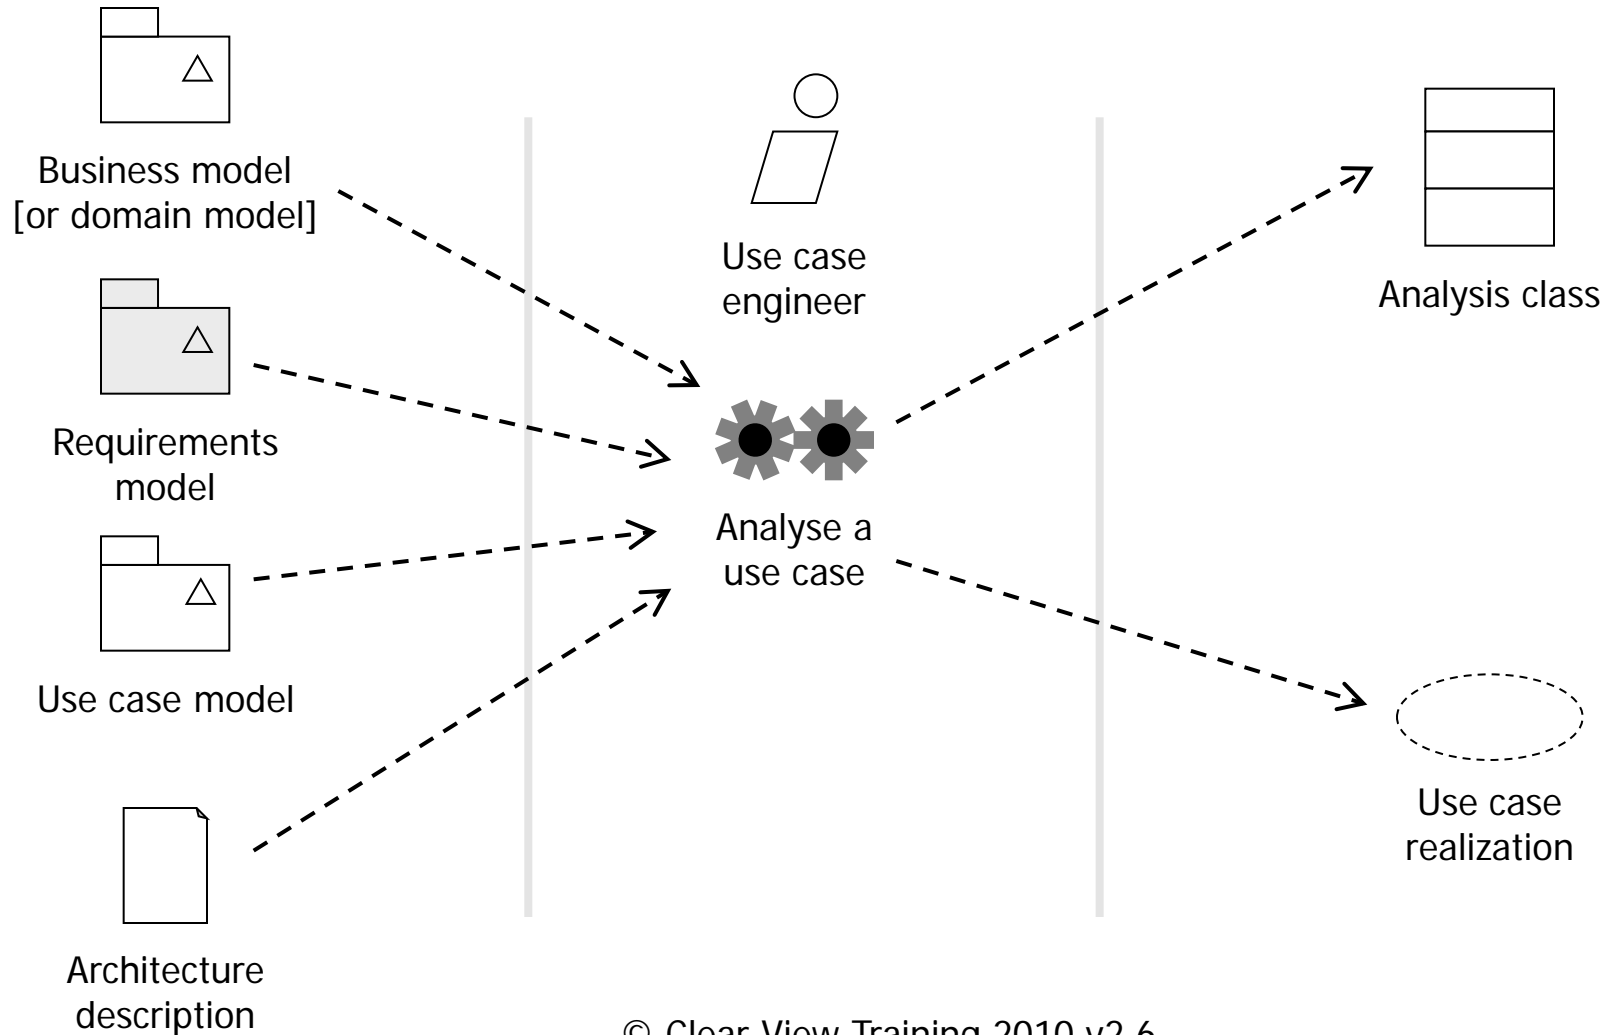 Business model
[or domain model]
Requirements
model
Use case model
Architecture
description
Use case
engineer
Analyse a
use case
Analysis class
Use case
realization
© Clear View Training 2010 v2.6